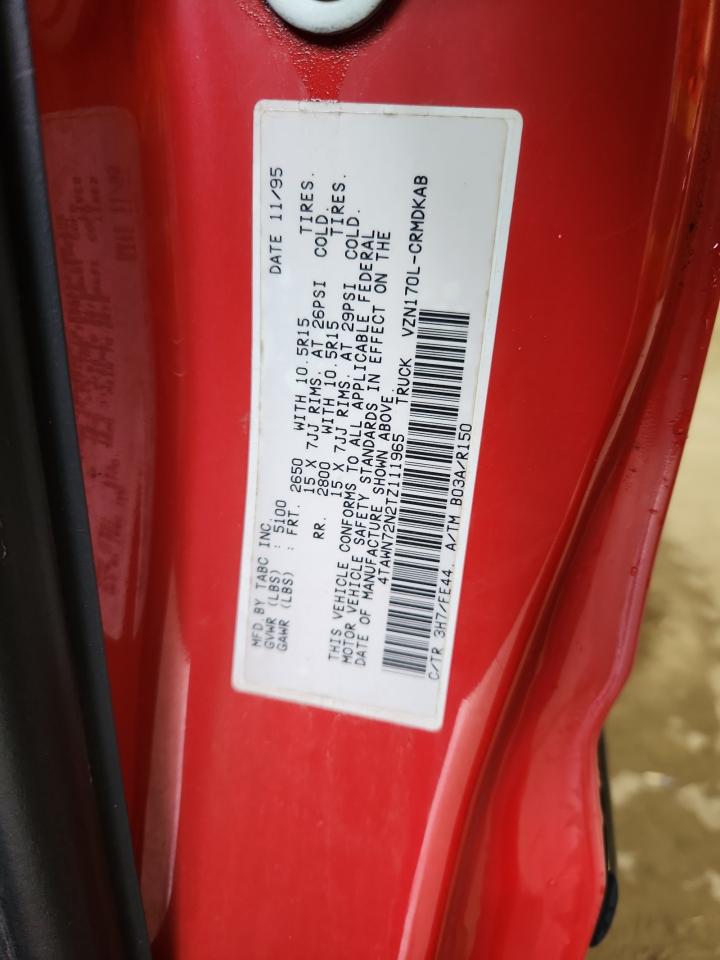 MFD.BY TABC INC. DATE 11/95
GVWR (LBS) : 5100
GAWR (LBS) : FRT. 2650 WITH 10.5R15 TIRES.
15 X 7JJ RIMS. AT 26PSI COLD.
RR. 2800 WITH 10.5R15 TIRES.
15 X 7JJ RIMS. AT 29PSI COLD.
THIS VEHICLE CONFORMS TO ALL APPLICABLE FEDERAL
MOTOR VEHICLE SAFETY STANDARDS IN EFFECT ON THE
DATE OF MANUFACTURE SHOWN ABOVE.
4TAWN72N2TZ111965 TRUCK VZN170L-CRMDKAB
C/TR 3H7/FE44. A/TM B03A/R150